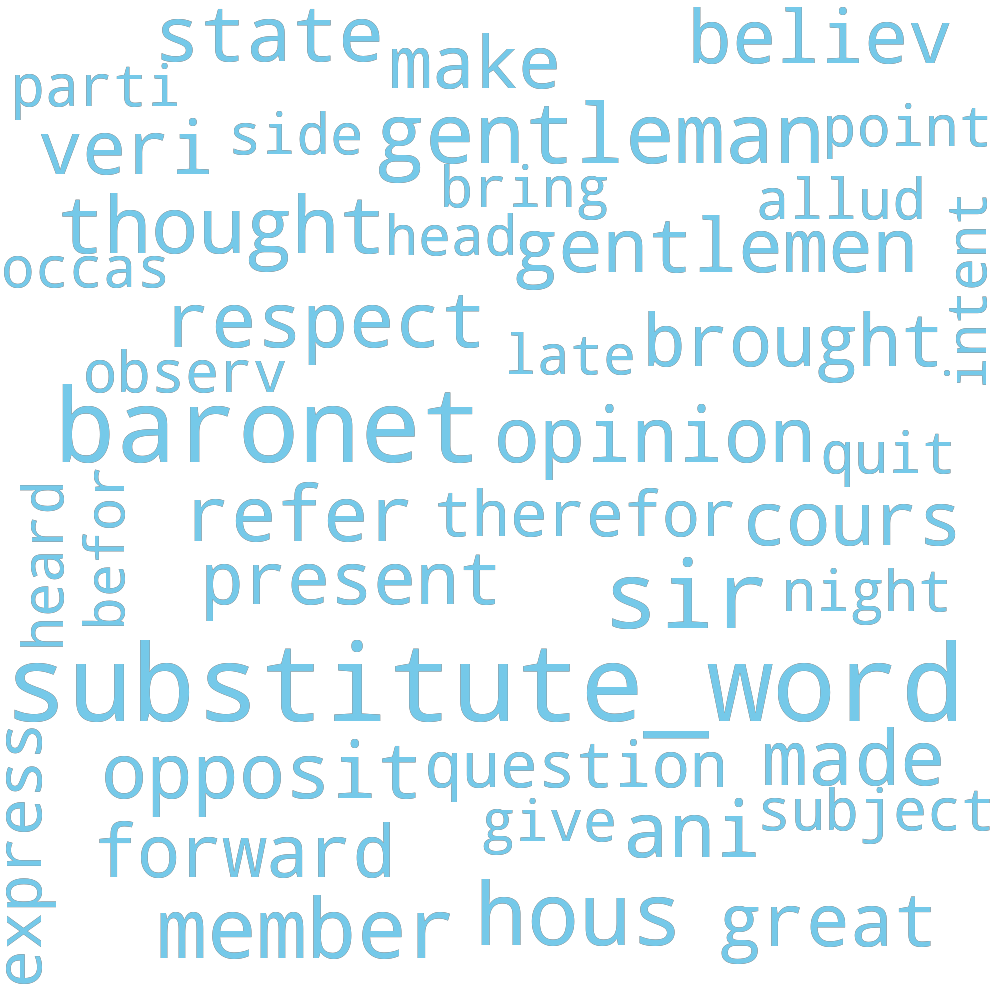 state
believ
make
parti
gentleman
point
veri
side
bring
allud
thought
head
gentlemen
intent
occas
respect
brought
late
observ
baronet
opinion
quit
refer
therefor
cours
heard
befor
present
sir
night
substitute_word
express
opposit
question
made
give
ani
subject
forward
member
hous
great